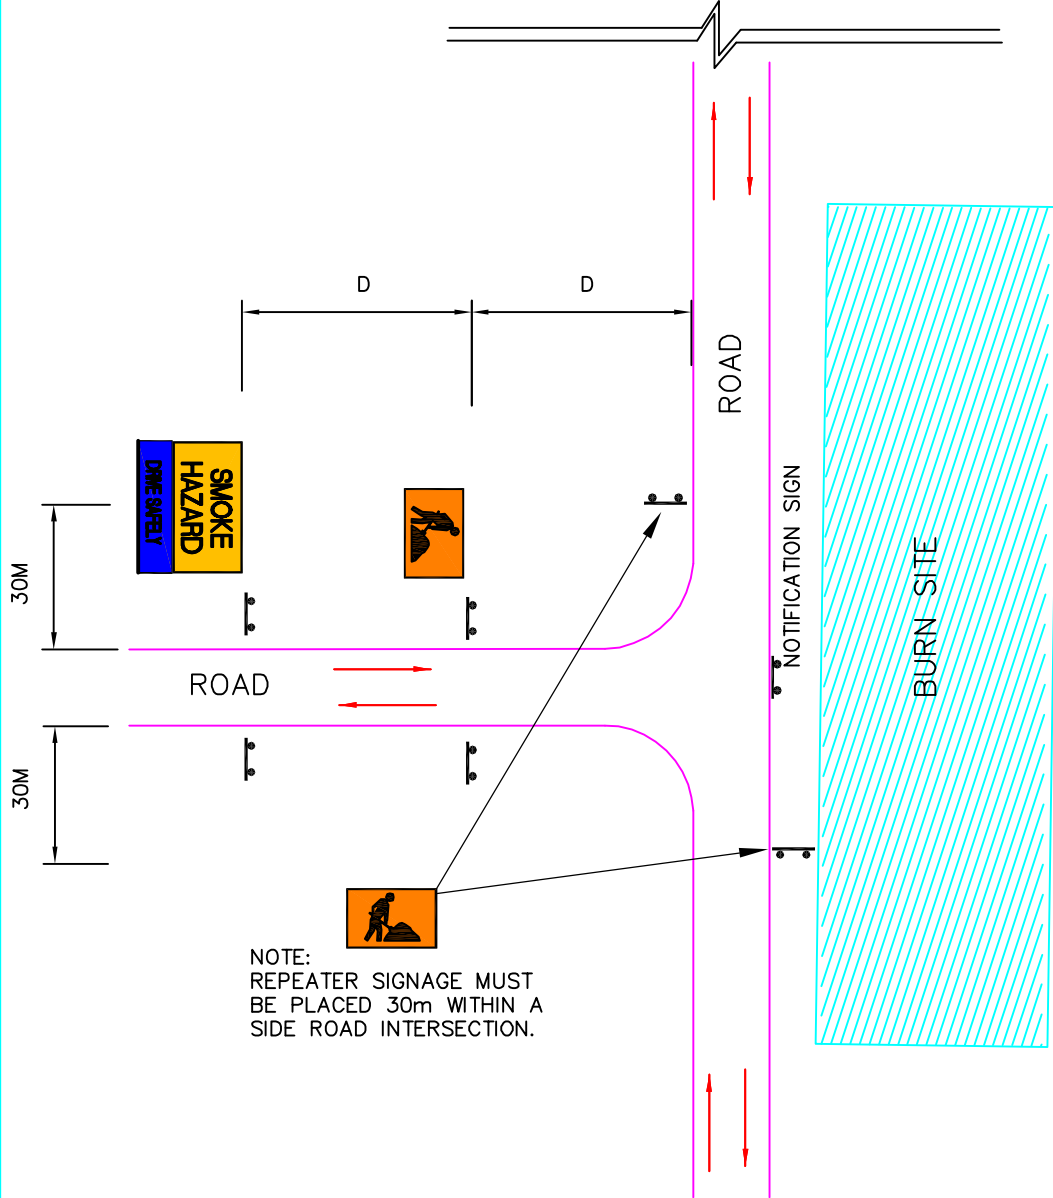 D
D
ROAD
SMOKE
HAZARD
DRIVE SAFELY
30M
NOTIFICATION SIGN
BURN SITE
ROAD
30M
NOTE:
REPEATER SIGNAGE MUST
BE PLACED 30m WITHIN A
SIDE ROAD INTERSECTION.